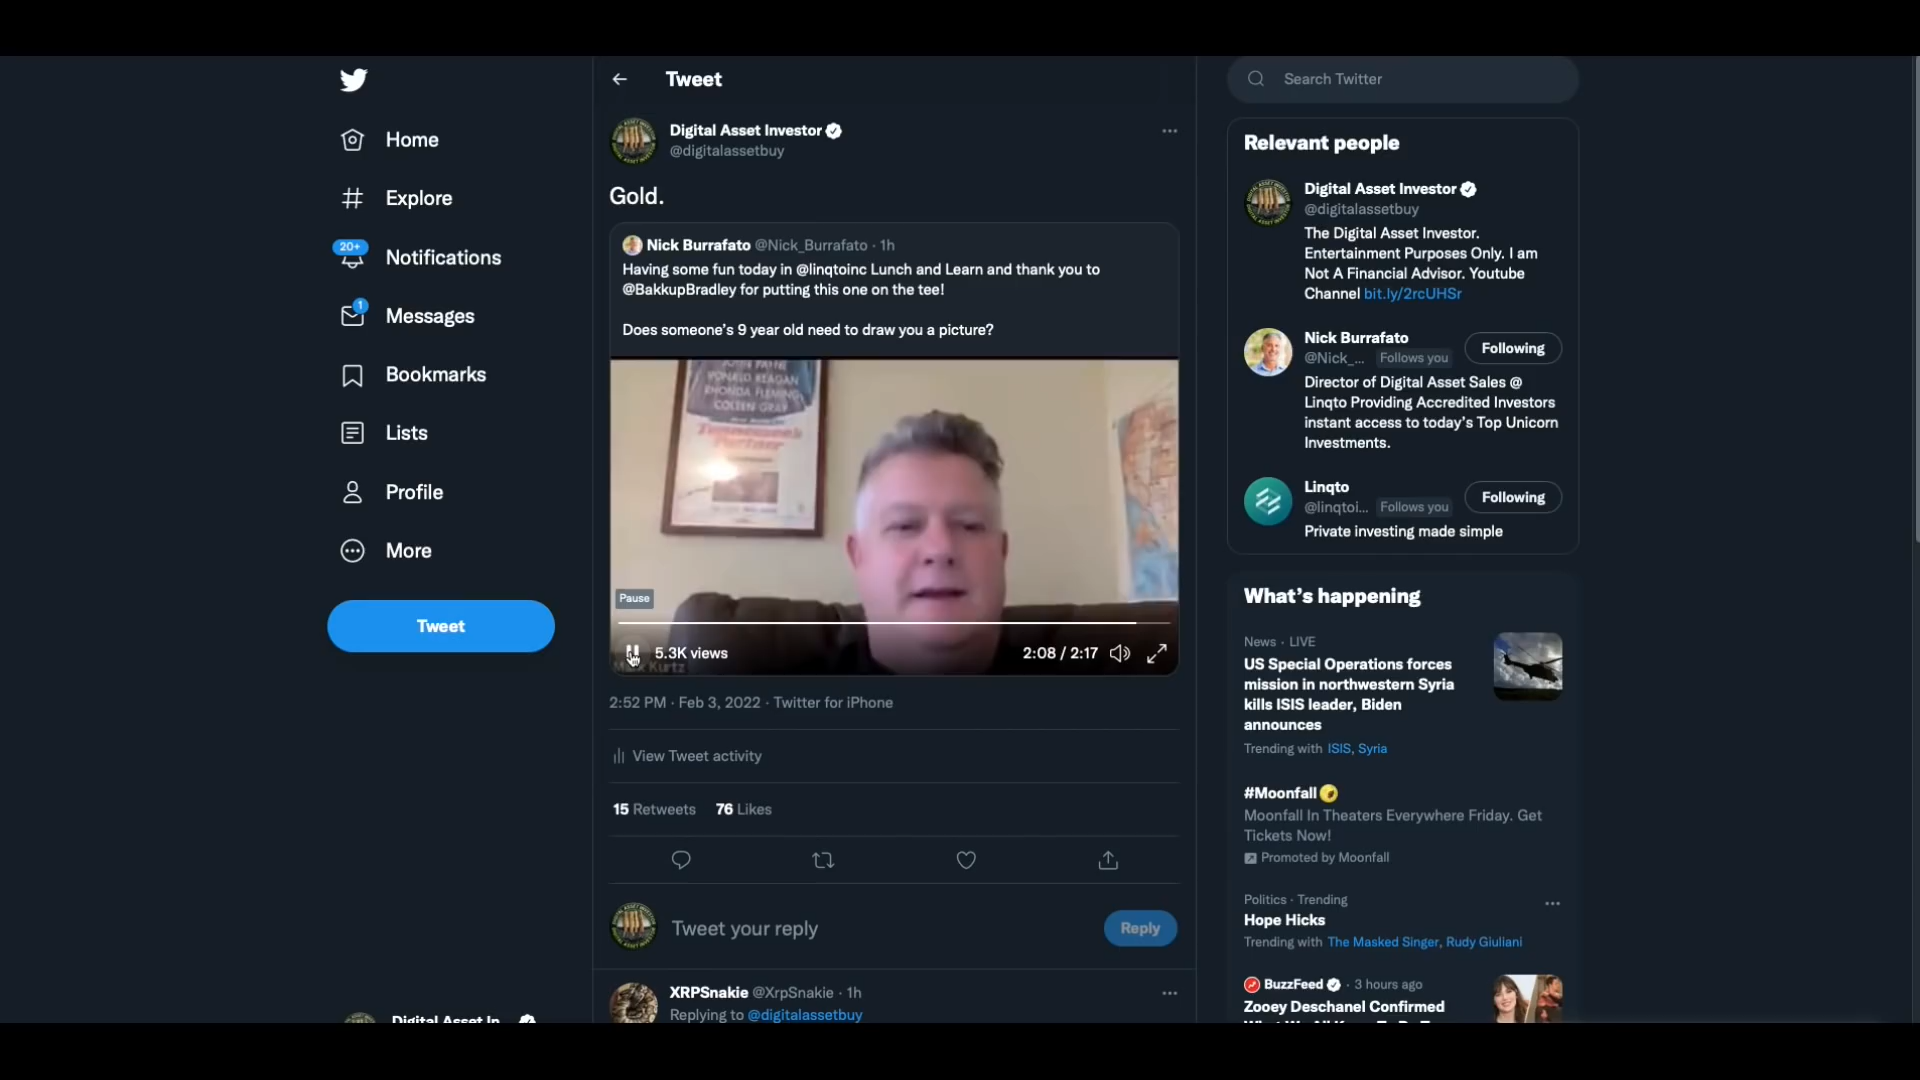 Home
Explore
20+
Notifications
1
Messages
Bookmarks
Lists
Profile
More
Tweet
Tweet
Digital Asset Investor
@digitalassetbuy
Gold.
Nick Burrafato @Nick_Burrafato · 1h
Having some fun today in @linqtoinc Lunch and Learn and thank you to
@BakkupBradley for putting this one on the tee!
Does someone's 9 year old need to draw you a picture?
RONALD REAGAN
RHONDA FLEMING
COLEEN GRAY
Tennessee's
Partner
Pause
5.3K views
2:08 / 2:17
Kurtz
2:52 PM · Feb 3, 2022 · Twitter for iPhone
View Tweet activity
15 Retweets 76 Likes
Tweet your reply
Reply
XRPSnakie @XrpSnakie · 1h
Replying to @digitalassetbuy
Search Twitter
Relevant people
Digital Asset Investor
@digitalassetbuy
The Digital Asset Investor.
Entertainment Purposes Only. I am
Not A Financial Advisor. Youtube
Channel bit.ly/2rcUHSr
Nick Burrafato
@Nick_... Follows you
Following
Director of Digital Asset Sales @
Linqto Providing Accredited Investors
instant access to today's Top Unicorn
Investments.
Linqto
@linqtoi... Follows you
Following
Private investing made simple
What's happening
News · LIVE
US Special Operations forces
mission in northwestern Syria
kills ISIS leader, Biden
announces
Trending with ISIS, Syria
#Moonfall
Moonfall In Theaters Everywhere Friday. Get
Tickets Now!
Promoted by Moonfall
Politics · Trending
Hope Hicks
Trending with The Masked Singer, Rudy Giuliani
BuzzFeed · 3 hours ago
Zooey Deschanel Confirmed